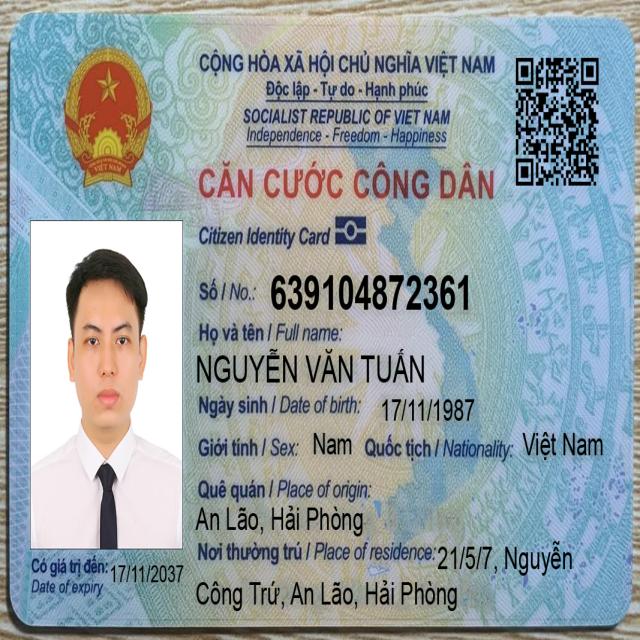 CỘNG HÒA XÃ HỘI CHỦ NGHĨA VIỆT NAM
Độc lập - Tự do - Hạnh phúc
SOCIALIST REPUBLIC OF VIET NAM
Independence - Freedom - Happiness
CĂN CƯỚC CÔNG DÂN
Citizen Identity Card
VIỆT NAM
Số / No.: 639104872361
Họ và tên / Full name:
NGUYỄN VĂN TUẤN
Ngày sinh / Date of birth: 17/11/1987
Giới tính / Sex: Nam Quốc tịch / Nationality: Việt Nam
Quê quán / Place of origin:
An Lão, Hải Phòng
Nơi thường trú / Place of residence: 21/5/7, Nguyễn
Công Trứ, An Lão, Hải Phòng
Có giá trị đến: 17/11/2037
Date of expiry